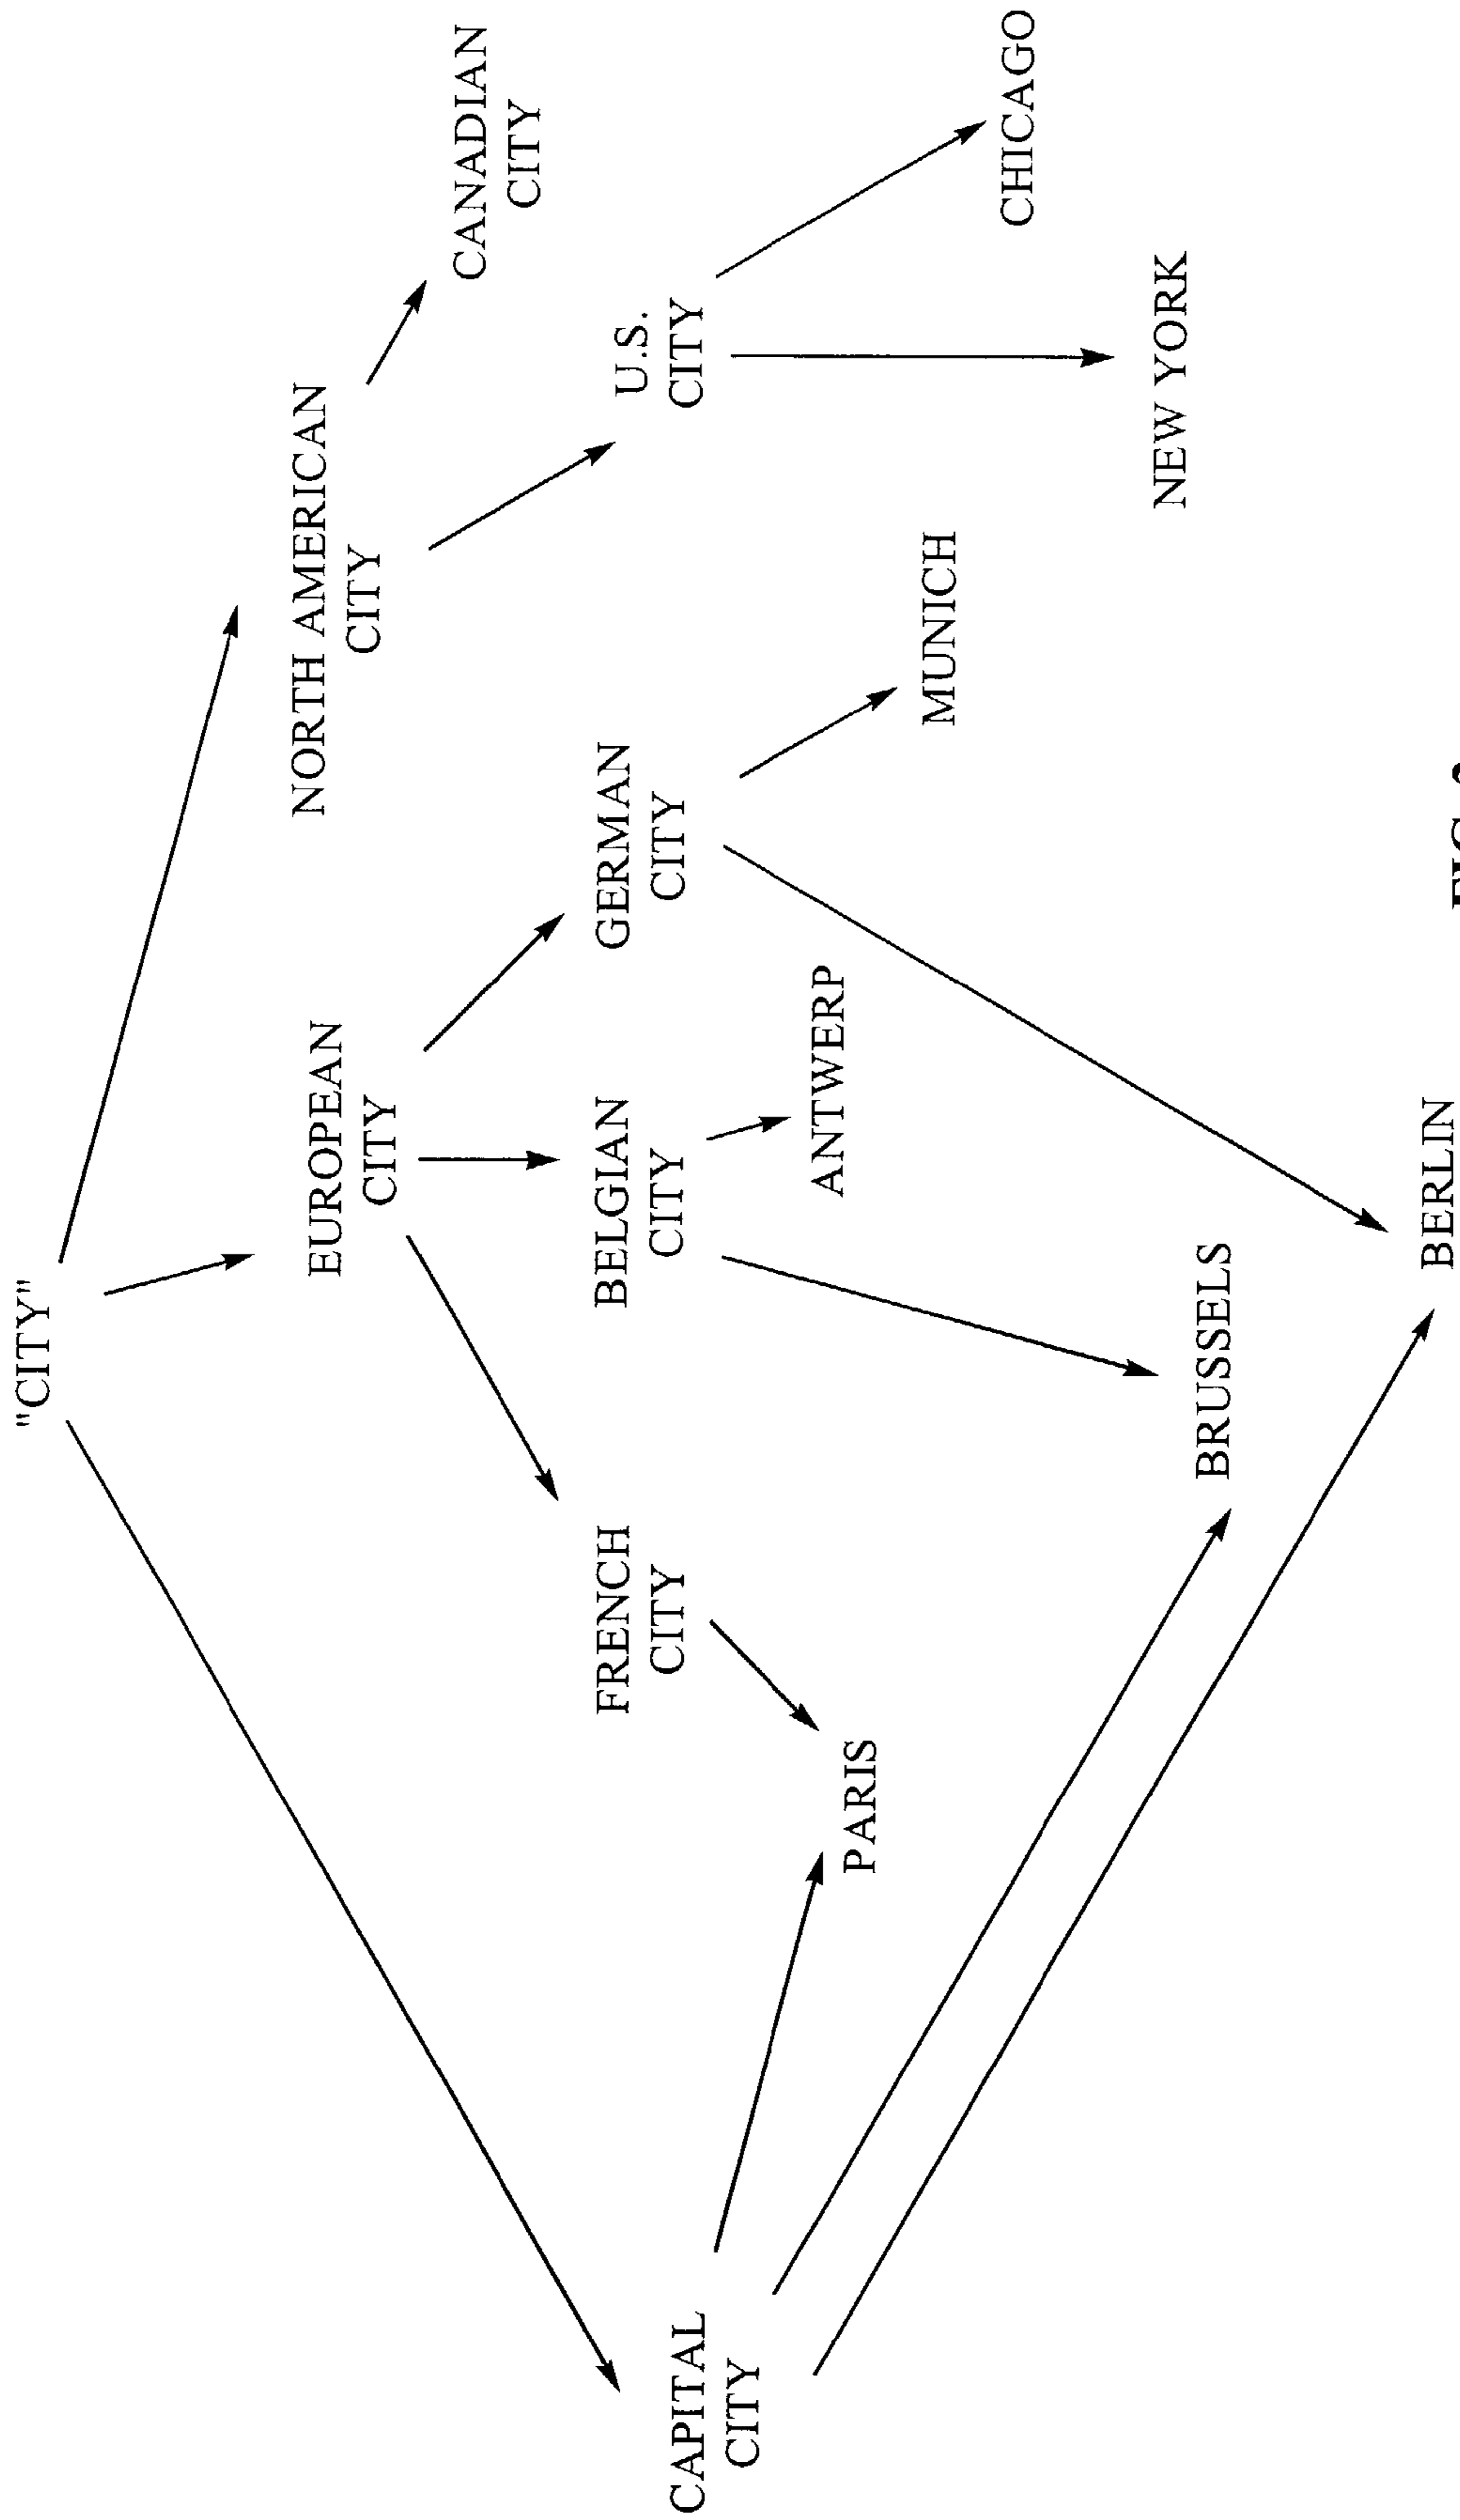 "CITY"
EUROPEAN
CITY
NORTH AMERICAN
CITY
CANADIAN
CITY
CAPITAL
CITY
FRENCH
CITY
BELGIAN
CITY
GERMAN
CITY
U.S.
CITY
PARIS
ANTWERP
MUNICH
CHICAGO
BRUSSELS
NEW YORK
BERLIN